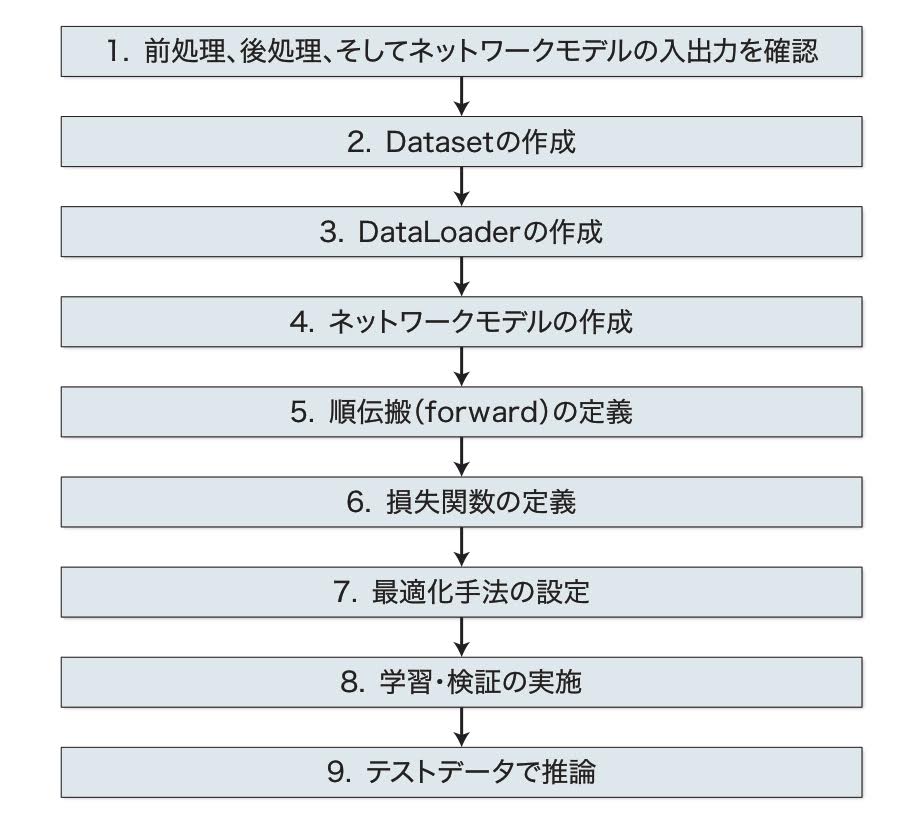 1. 前処理、後処理、そしてネットワークモデルの入出力を確認
2. Datasetの作成
3. DataLoaderの作成
4. ネットワークモデルの作成
5. 順伝搬(forward)の定義
6. 損失関数の定義
7. 最適化手法の設定
8. 学習・検証の実施
9. テストデータで推論